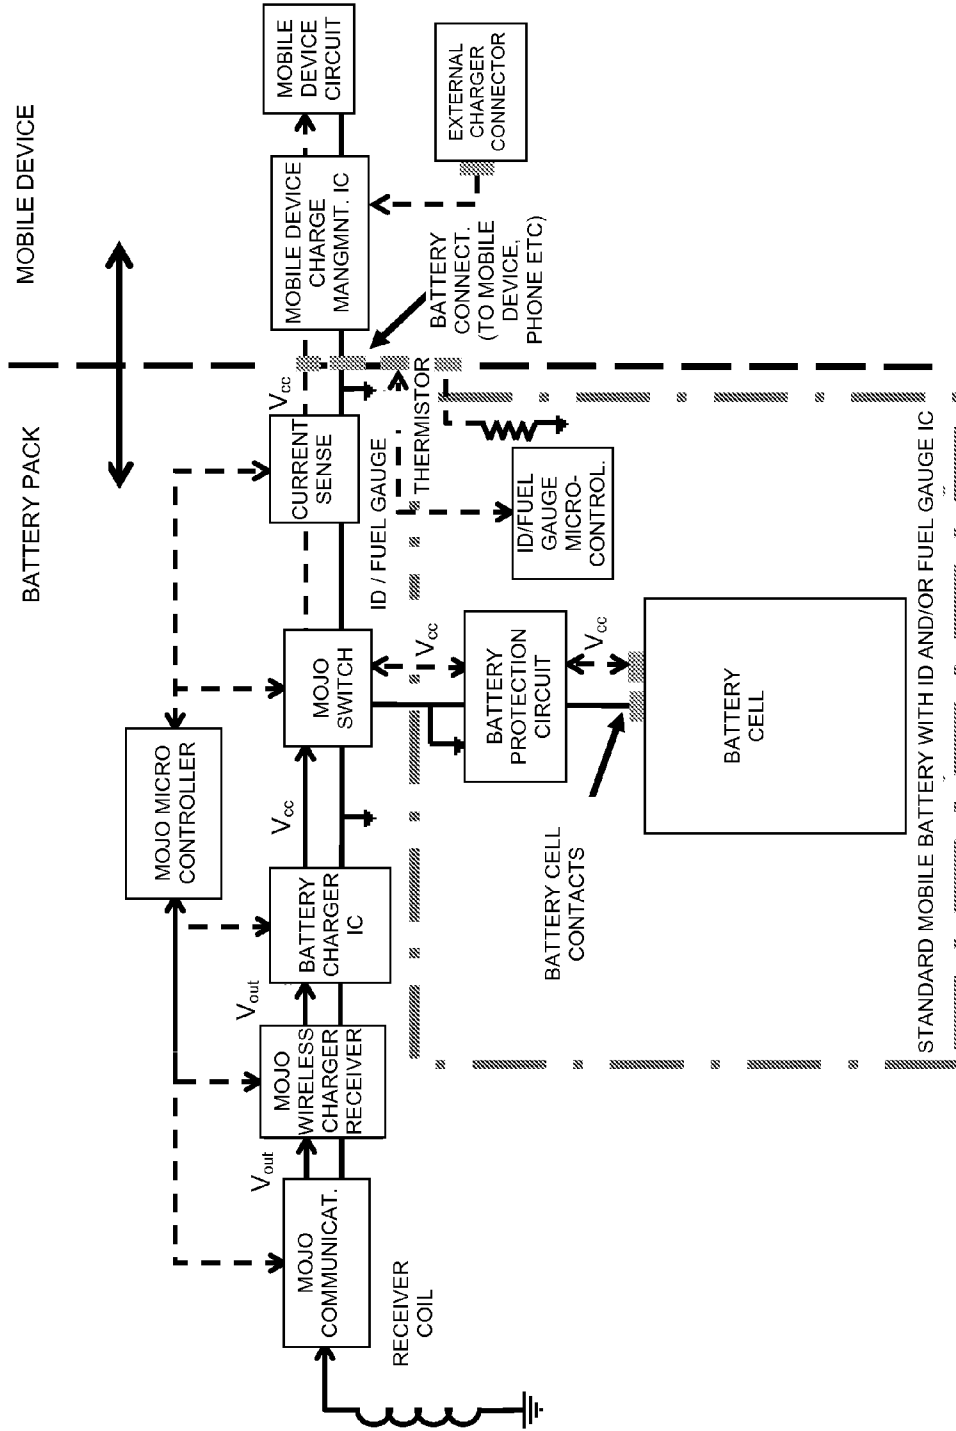 BATTERY PACK
MOBILE DEVICE
MOJO MICRO
CONTROLLER
MOJO
COMMUNICAT.
Vout
MOJO
WIRELESS
CHARGER
RECEIVER
Vout
BATTERY
CHARGER
IC
Vcc
MOJO
SWITCH
CURRENT
SENSE
Vcc
MOBILE DEVICE
CHARGE
MANGMNT. IC
MOBILE
DEVICE
CIRCUIT
RECEIVER
COIL
ID / FUEL GAUGE
THERMISTOR
BATTERY
CONNECT.
(TO MOBILE
DEVICE,
PHONE ETC)
EXTERNAL
CHARGER
CONNECTOR
Vcc
BATTERY
PROTECTION
CIRCUIT
ID/FUEL
GAUGE
MICRO-
CONTROL.
Vcc
BATTERY CELL
CONTACTS
BATTERY
CELL
STANDARD MOBILE BATTERY WITH ID AND/OR FUEL GAUGE IC